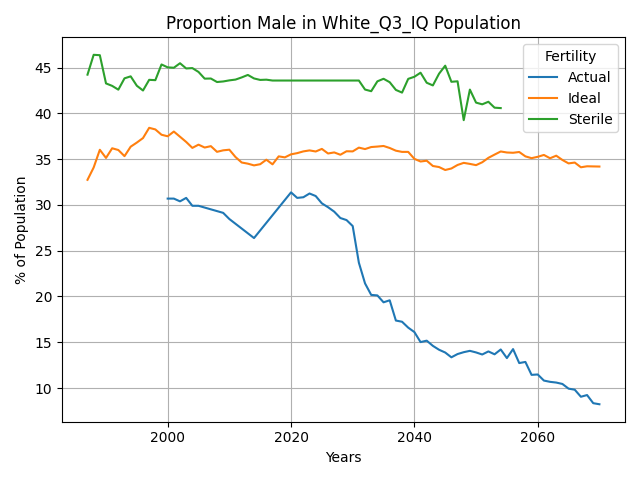 Proportion Male in White_Q3_IQ Population
% of Population
45
40
35
30
25
20
15
10
Fertility
Actual
Ideal
Sterile
2000
2020
2040
2060
Years